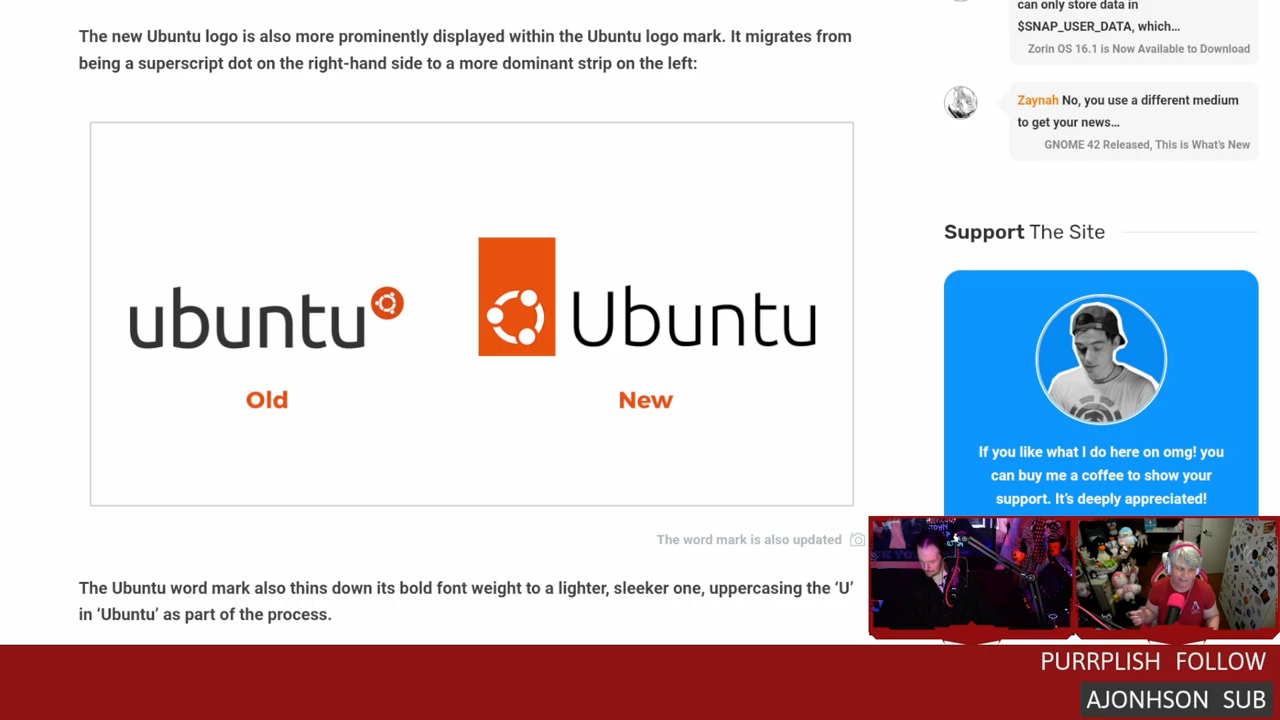 The new Ubuntu logo is also more prominently displayed within the Ubuntu logo mark. It migrates from
being a superscript dot on the right-hand side to a more dominant strip on the left:
ubuntu
Old
Ubuntu
New
The word mark is also updated
The Ubuntu word mark also thins down its bold font weight to a lighter, sleeker one, uppercasing the ‘U’
in ‘Ubuntu’ as part of the process.
can only store data in
$SNAP_USER_DATA, which…
Zorin OS 16.1 is Now Available to Download
Zaynah No, you use a different medium
to get your news…
GNOME 42 Released, This is What’s New
Support The Site
If you like what I do here on omg! you
can buy me a coffee to show your
support. It’s deeply appreciated!
PURRPLISH FOLLOW
AJONHSON SUB